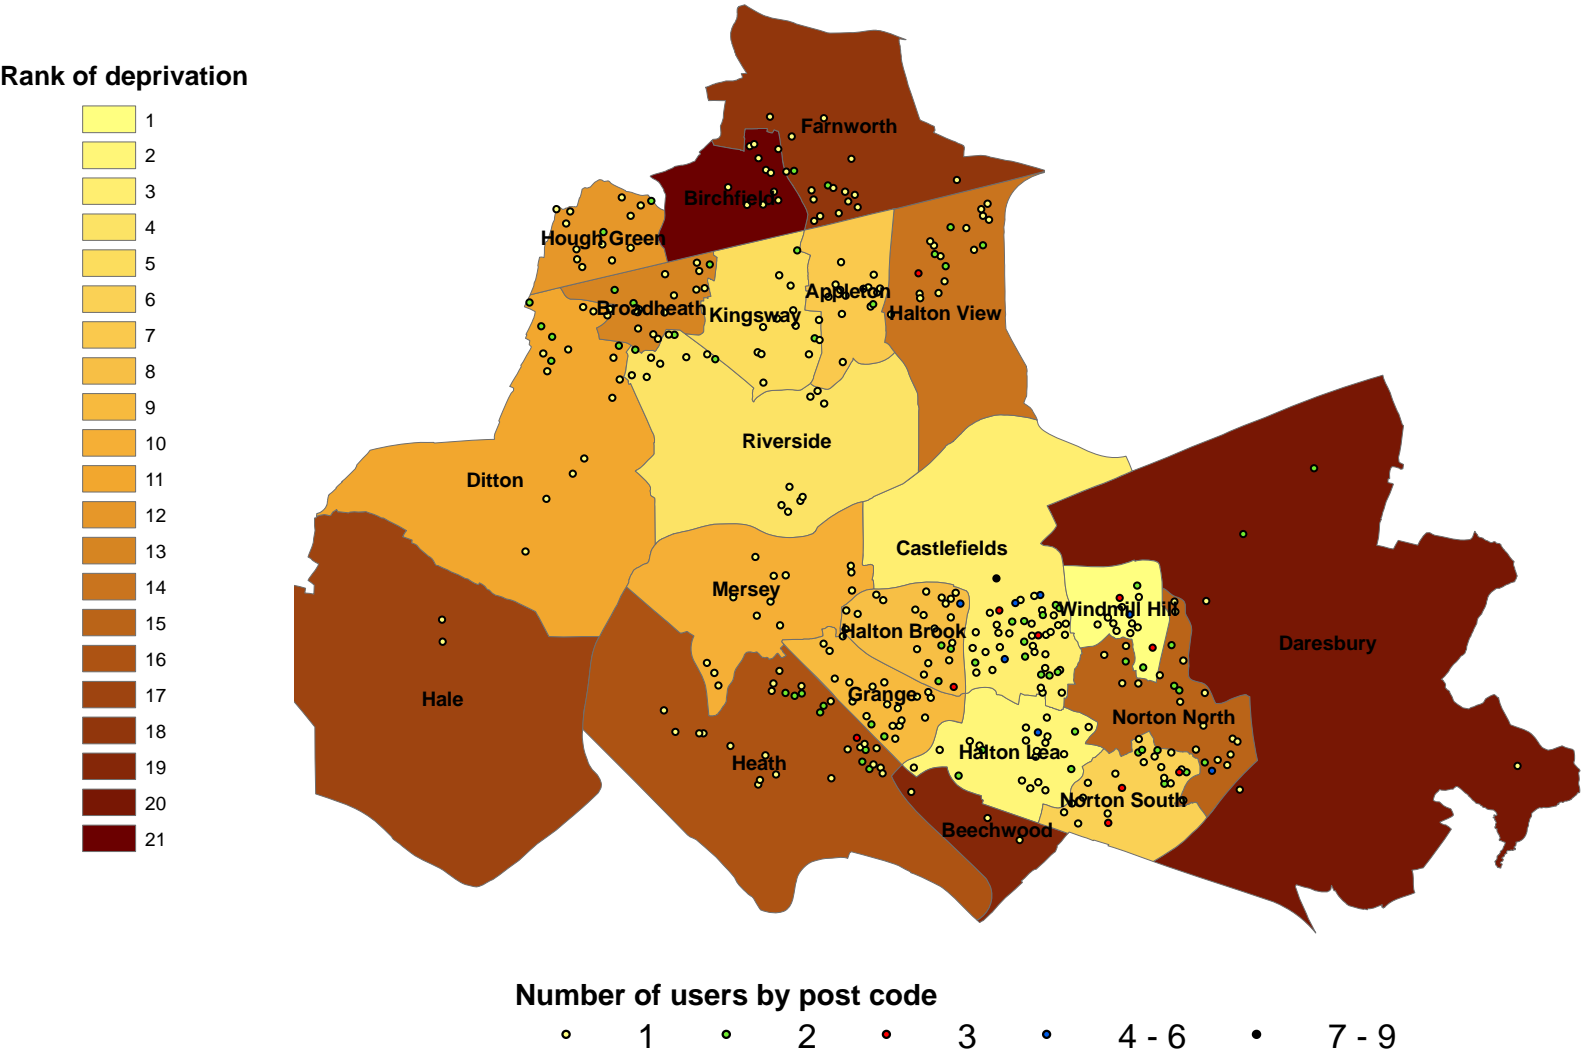 Rank of deprivation
1
2
3
4
5
6
7
8
9
10
11
12
13
14
15
16
17
18
19
20
21
Farnworth
Birchfield
Hough Green
Broadheath
Kingsway
Appleton
Halton View
Riverside
Ditton
Castlefields
Mersey
Windmill Hill
Halton Brook
Daresbury
Hale
Grange
Norton North
Heath
Halton Lea
Norton South
Beechwood
Number of users by post code
1 2 3 4 - 6 7 - 9